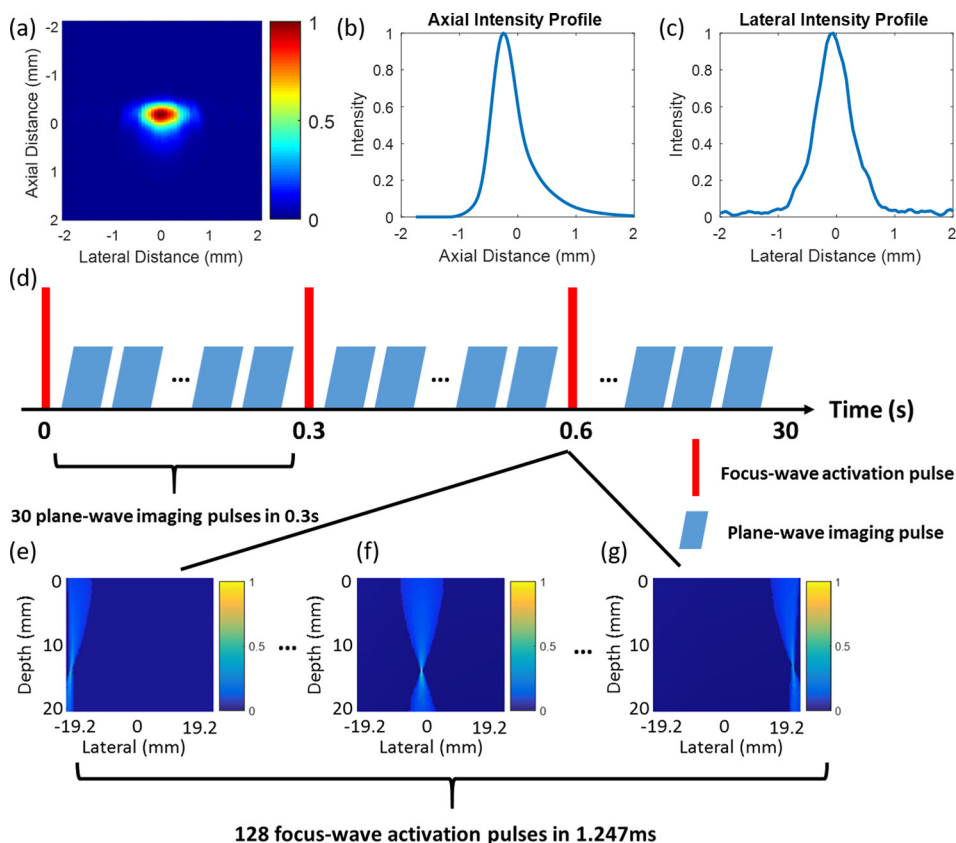 (a)
-2
-1
0
1
2
Axial Distance (mm)
-2 -1 0 1 2
Lateral Distance (mm)
1
0.5
0
(b)
Axial Intensity Profile
1
0.8
0.6
0.4
0.2
0
Intensity
-2 -1 0 1 2
Axial Distance (mm)
(c)
Lateral Intensity Profile
1
0.8
0.6
0.4
0.2
0
Intensity
-2 -1 0 1 2
Lateral Distance (mm)
(d)
... ... ...
0 0.3 0.6 30
Time (s)
30 plane-wave imaging pulses in 0.3s
Focus-wave activation pulse
Plane-wave imaging pulse
(e)
0
10
20
Depth (mm)
-19.2 0 19.2
Lateral (mm)
1
0.5
0
...
(f)
0
10
20
Depth (mm)
-19.2 0 19.2
Lateral (mm)
1
0.5
0
...
(g)
0
10
20
Depth (mm)
-19.2 0 19.2
Lateral (mm)
1
0.5
0
128 focus-wave activation pulses in 1.247ms